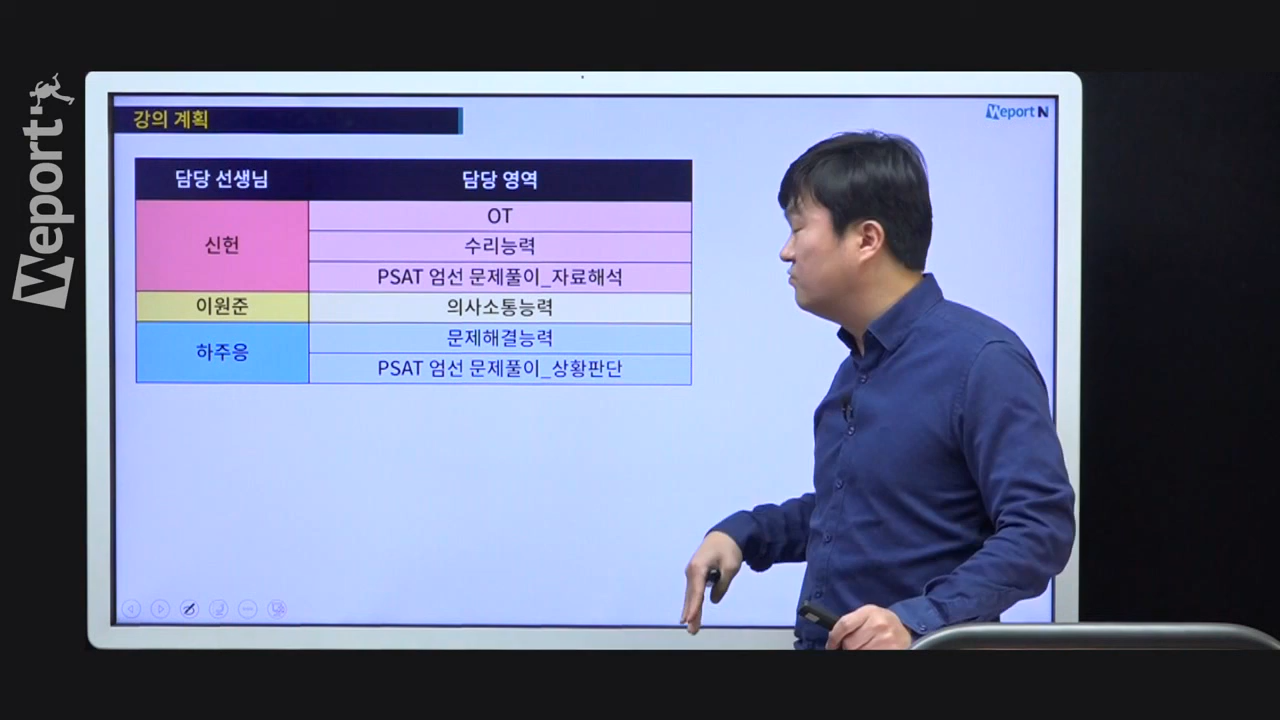 Weport
강의 계획
Weport N
담당 선생님 담당 영역
신헌
OT
수리능력
PSAT 엄선 문제풀이_자료해석
이원준 의사소통능력
하주응
문제해결능력
PSAT 엄선 문제풀이_상황판단